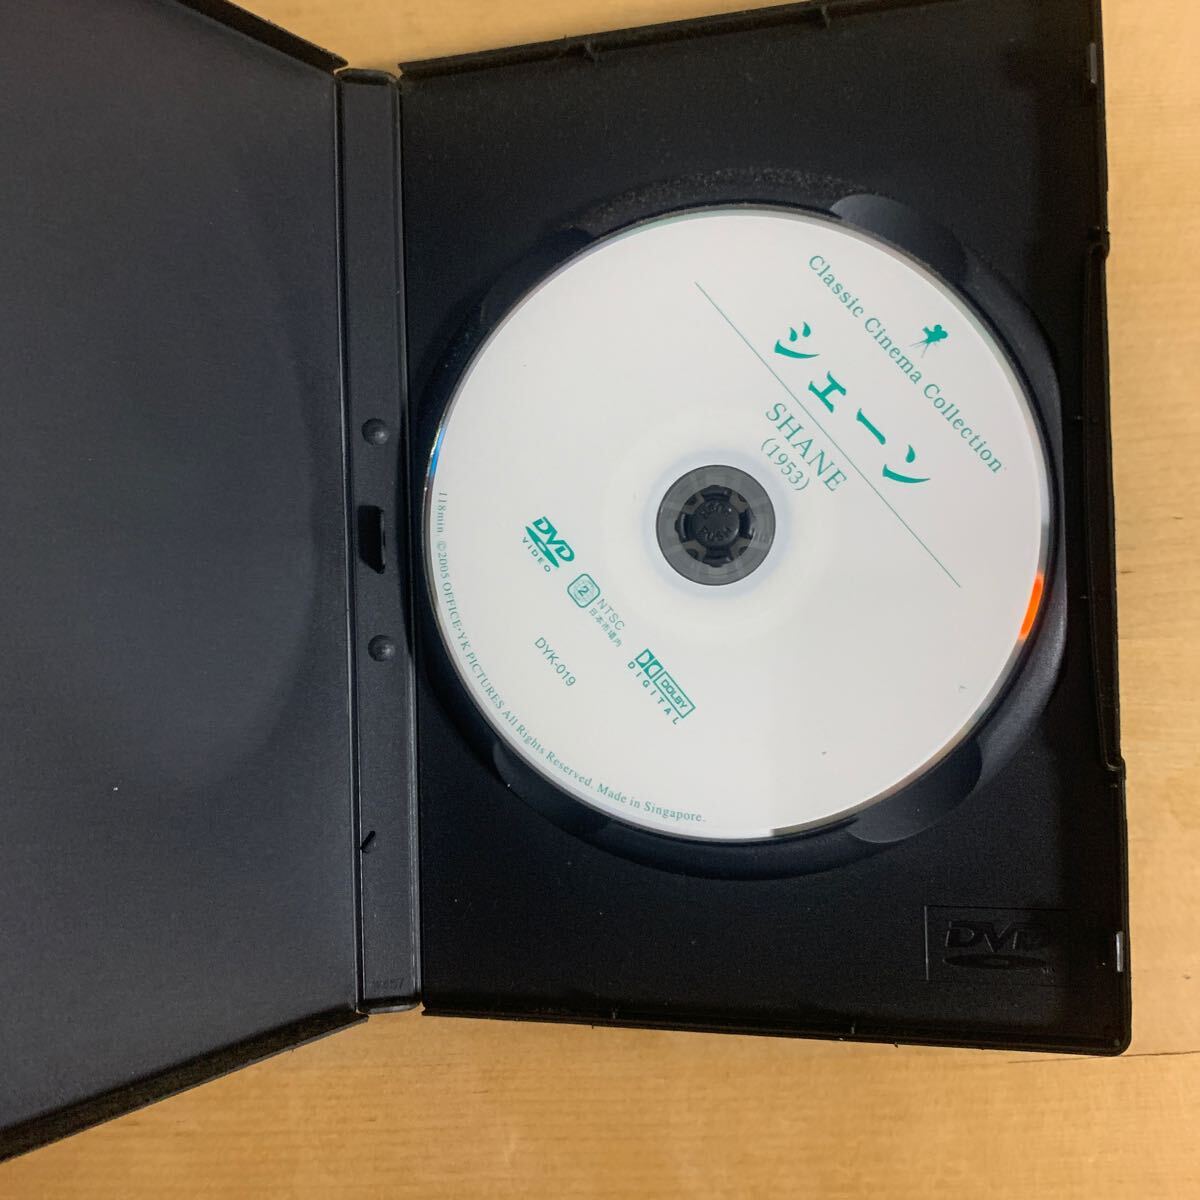 Classic Cinema Collection
シェーン
SHANE
(1953)
DVD
VIDEO
2
NTSC
日本市場向
DOLBY
DIGITAL
DYK-019
118min. ©2005 OFFICE・YK PICTURES All Rights Reserved. Made in Singapore.
PUSH
DVD